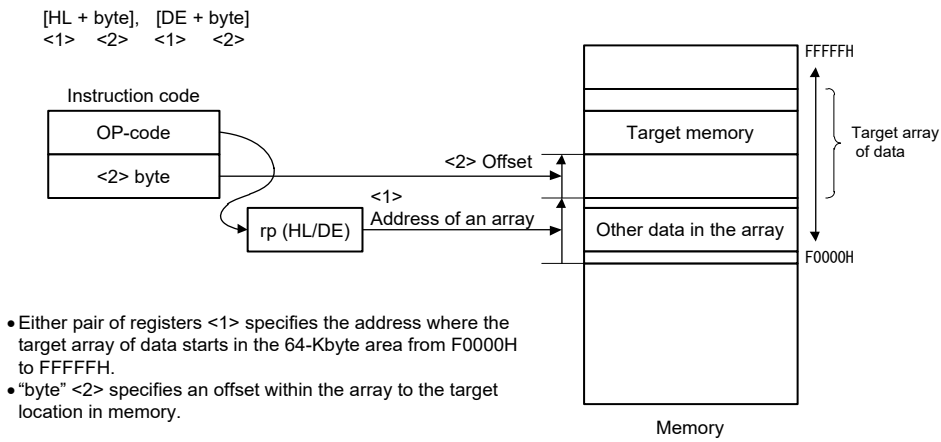 [HL + byte], [DE + byte]
<1> <2> <1> <2>
FFFFFH
Instruction code
OP-code
Target memory
Target array
of data
<2> byte
<2> Offset
<1>
Address of an array
rp (HL/DE)
Other data in the array
F0000H
• Either pair of registers <1> specifies the address where the
target array of data starts in the 64-Kbyte area from F0000H
to FFFFFH.
• “byte” <2> specifies an offset within the array to the target
location in memory.
Memory